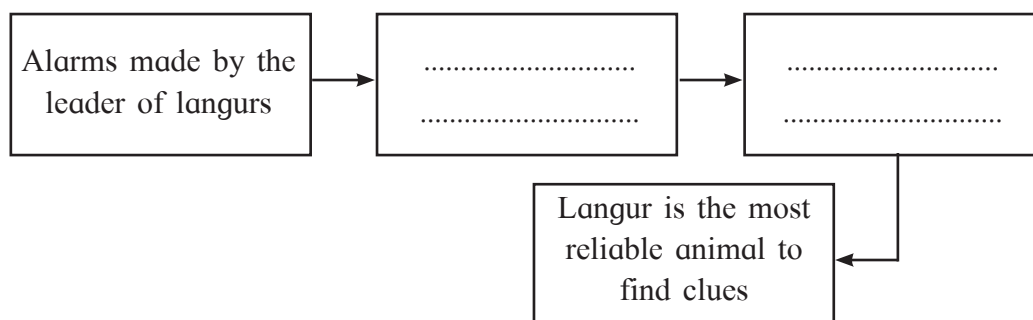 Alarms made by the
leader of langurs
..............................
...............................
..............................
...............................
Langur is the most
reliable animal to
find clues